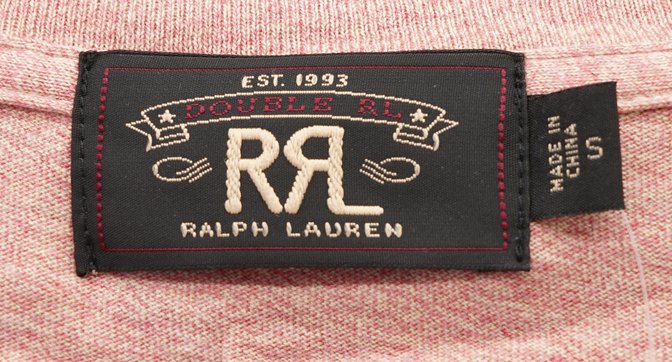 EST. 1993
DOUBLE RL
RRL
RALPH LAUREN
MADE IN
CHINA
S